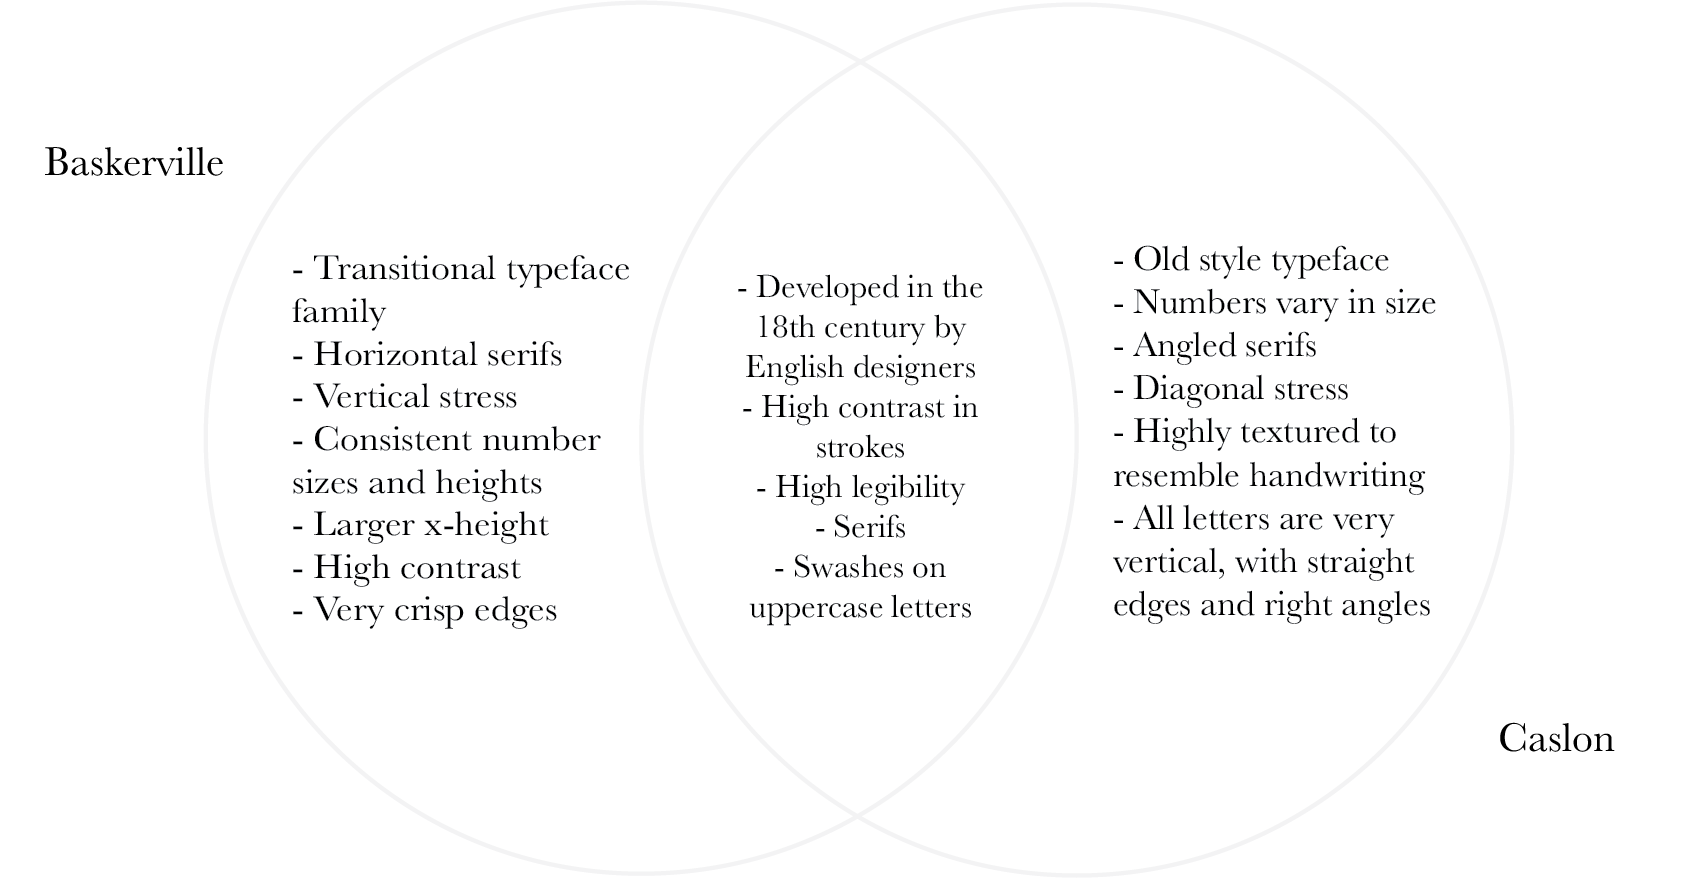 Baskerville
- Transitional typeface
family
- Horizontal serifs
- Vertical stress
- Consistent number
sizes and heights
- Larger x-height
- High contrast
- Very crisp edges
- Developed in the
18th century by
English designers
- High contrast in
strokes
- High legibility
- Serifs
- Swashes on
uppercase letters
- Old style typeface
- Numbers vary in size
- Angled serifs
- Diagonal stress
- Highly textured to
resemble handwriting
- All letters are very
vertical, with straight
edges and right angles
Caslon